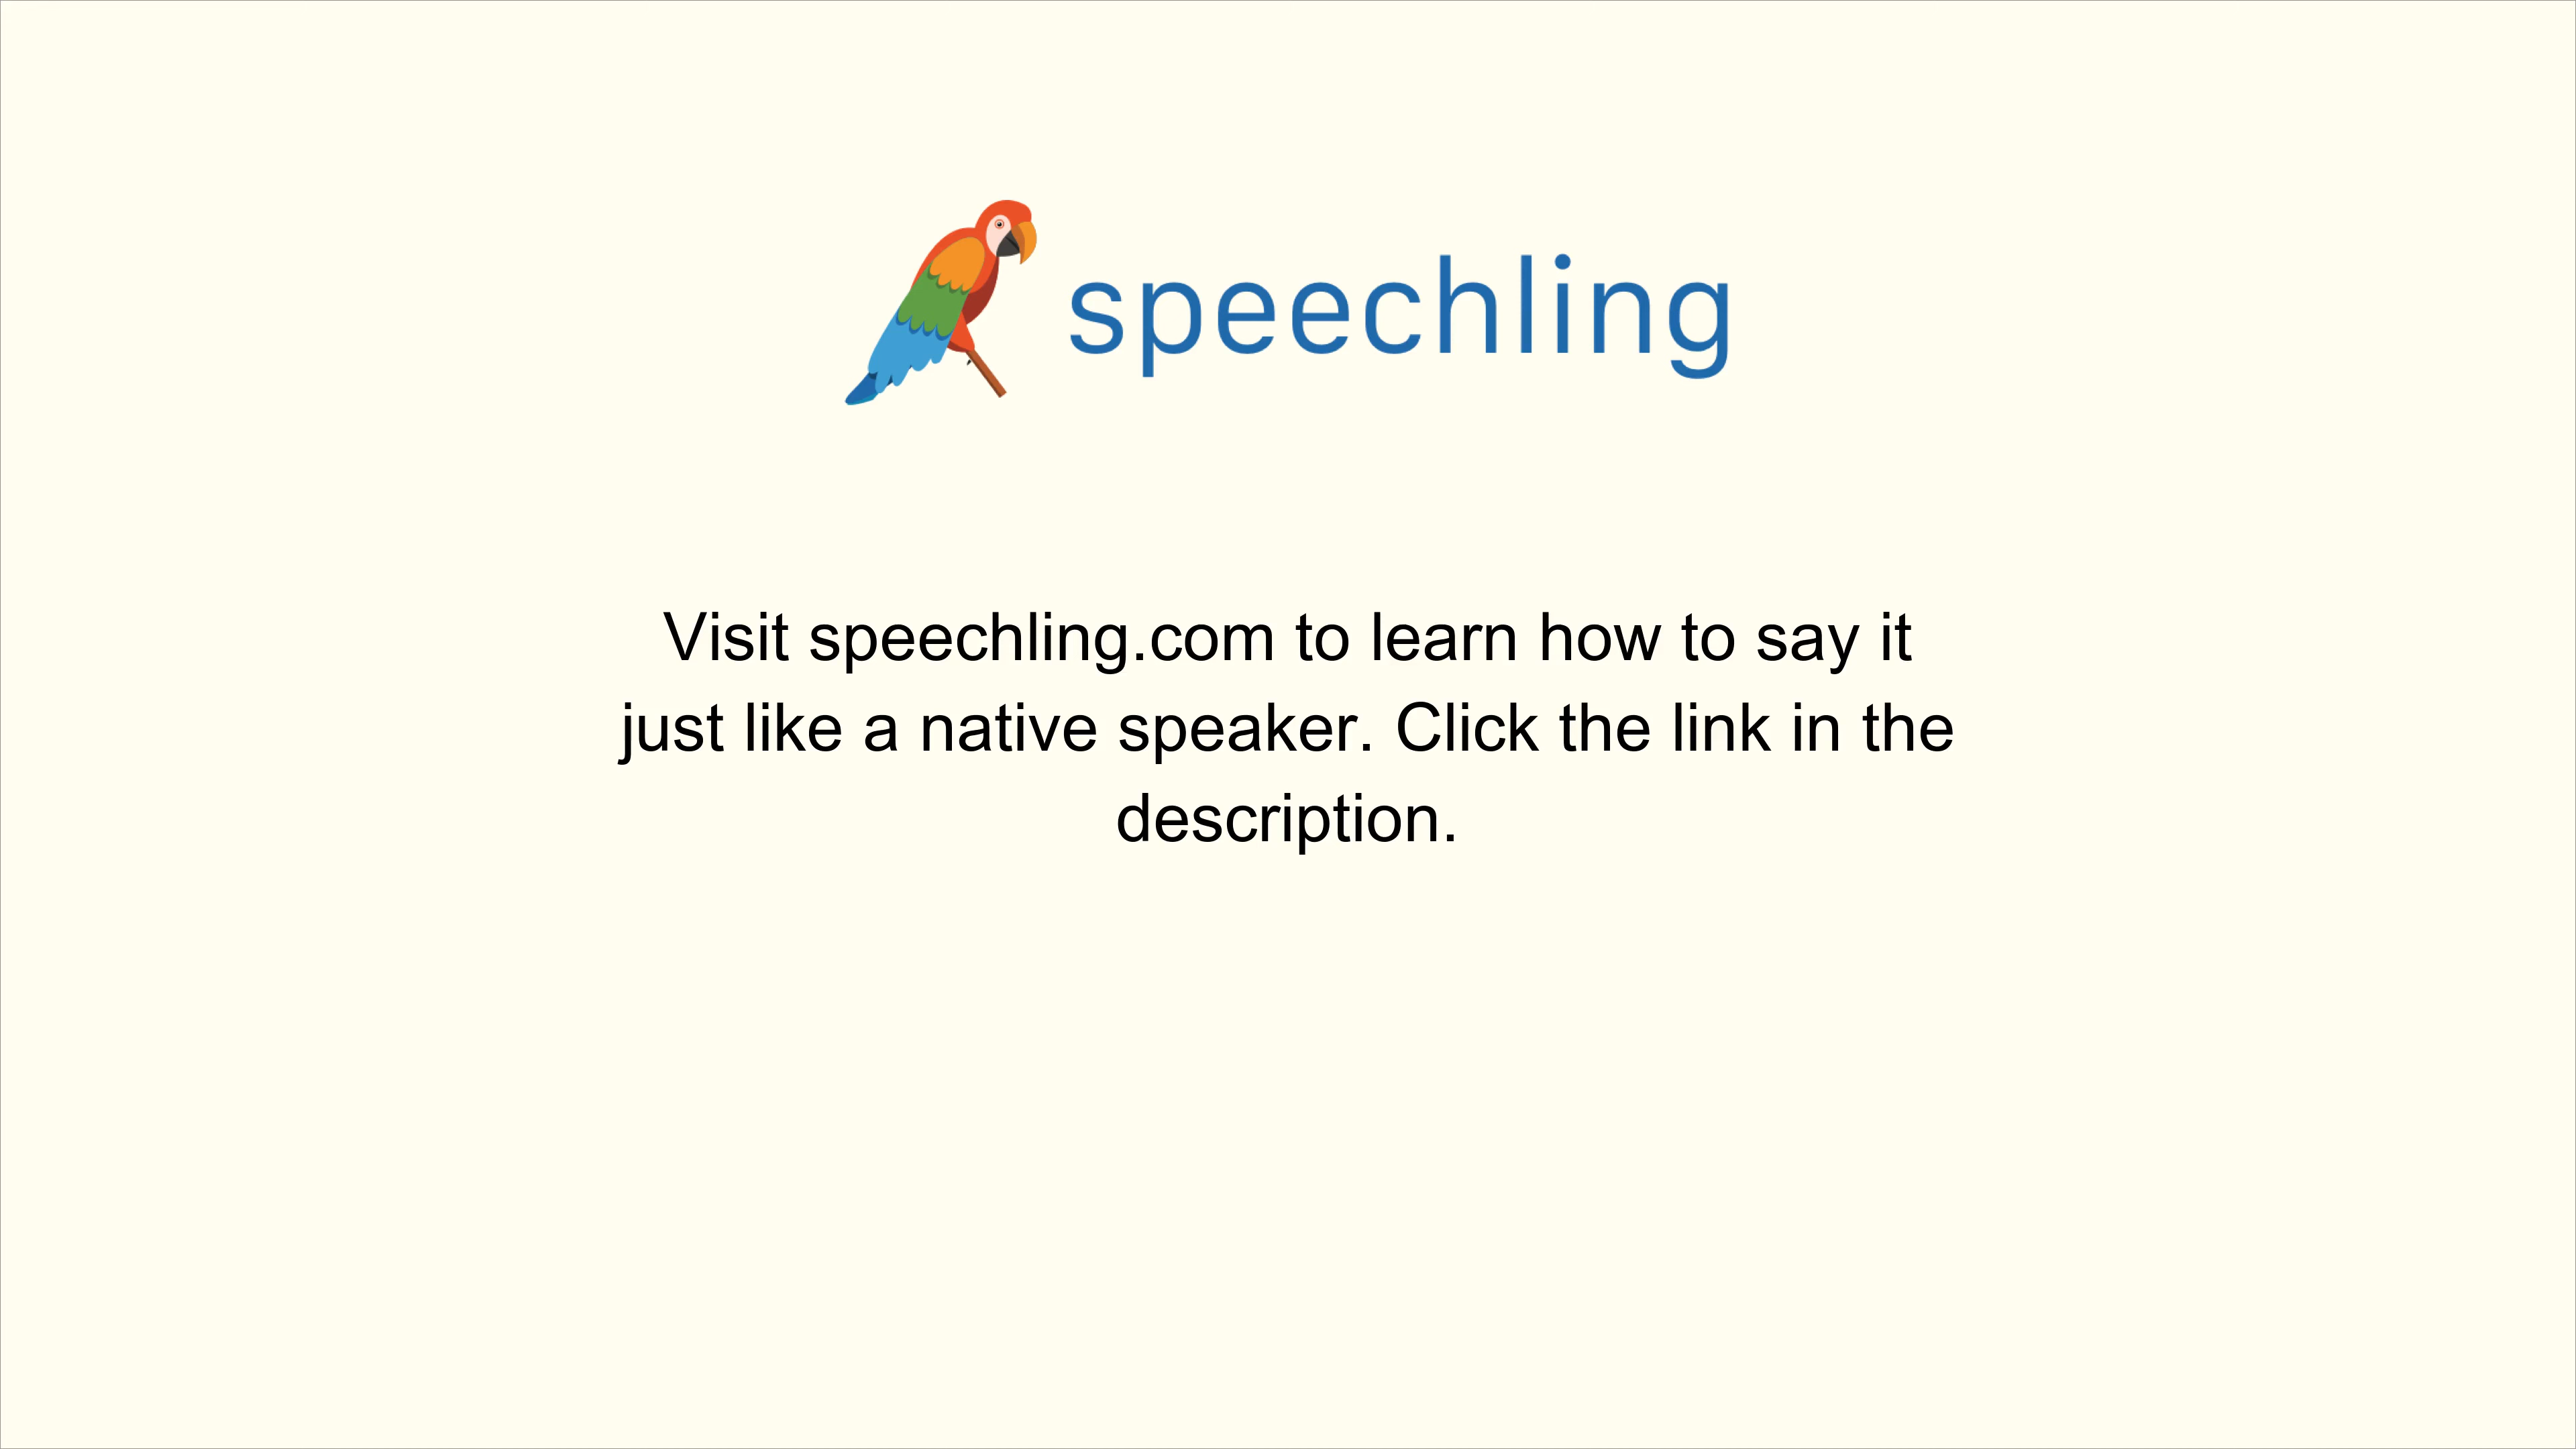 speechling
Visit speechling.com to learn how to say it
just like a native speaker. Click the link in the
description.